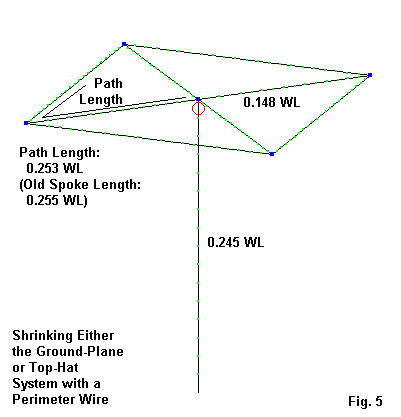 Path
Length
0.148 WL
Path Length:
0.253 WL
(Old Spoke Length:
0.255 WL)
0.245 WL
Shrinking Either
the Ground-Plane
or Top-Hat
System with a
Perimeter Wire
Fig. 5